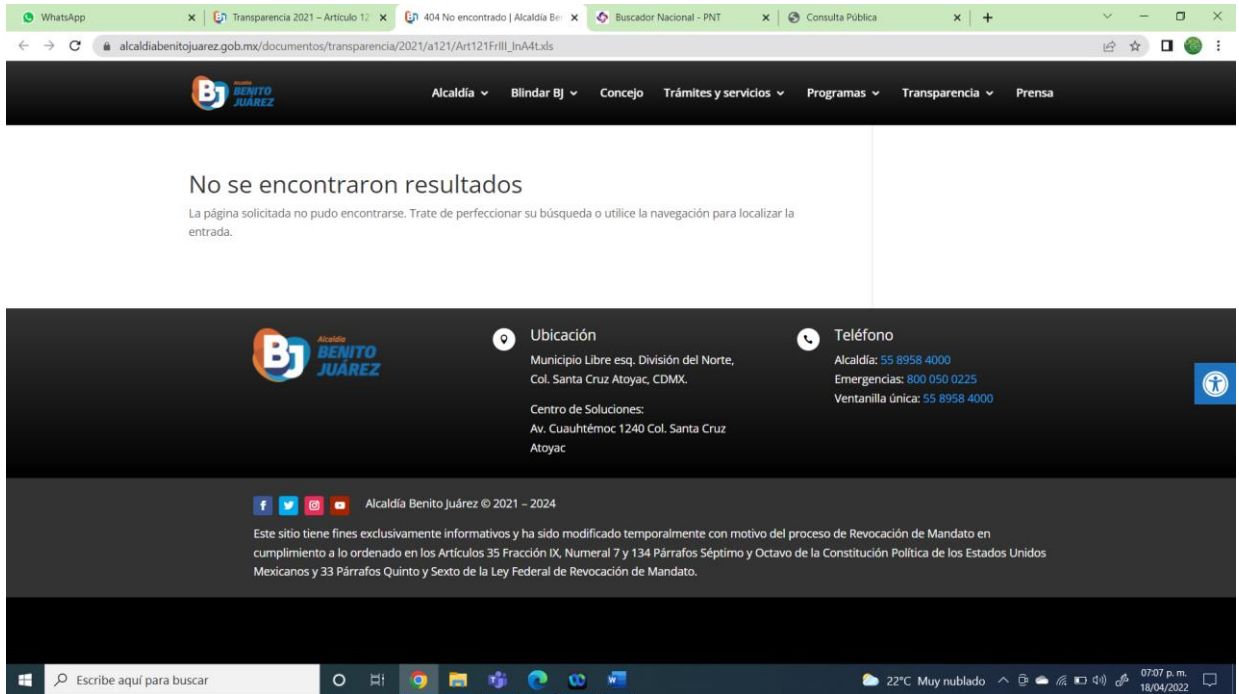 WhatsApp
Transparencia 2021 – Artículo 12
404 No encontrado | Alcaldía Ben
Buscador Nacional - PNT
Consulta Pública
alcaldiabenitojuarez.gob.mx/documentos/transparencia/2021/a121/Art121FrIII_InA4t.xls
BJ Alcaldía BENITO JUÁREZ
Alcaldía Blindar BJ Concejo Trámites y servicios Programas Transparencia Prensa
No se encontraron resultados
La página solicitada no pudo encontrarse. Trate de perfeccionar su búsqueda o utilice la navegación para localizar la
entrada.
BJ Alcaldía
BENITO
JUÁREZ
Ubicación
Municipio Libre esq. División del Norte,
Col. Santa Cruz Atoyac, CDMX.
Centro de Soluciones:
Av. Cuauhtémoc 1240 Col. Santa Cruz
Atoyac
Teléfono
Alcaldía: 55 8958 4000
Emergencias: 800 050 0225
Ventanilla única: 55 8958 4000
Alcaldía Benito Juárez © 2021 – 2024
Este sitio tiene fines exclusivamente informativos y ha sido modificado temporalmente con motivo del proceso de Revocación de Mandato en
cumplimiento a lo ordenado en los Artículos 35 Fracción IX, Numeral 7 y 134 Párrafos Séptimo y Octavo de la Constitución Política de los Estados Unidos
Mexicanos y 33 Párrafos Quinto y Sexto de la Ley Federal de Revocación de Mandato.
Escribe aquí para buscar
22°C Muy nublado
07:07 p. m.
18/04/2022